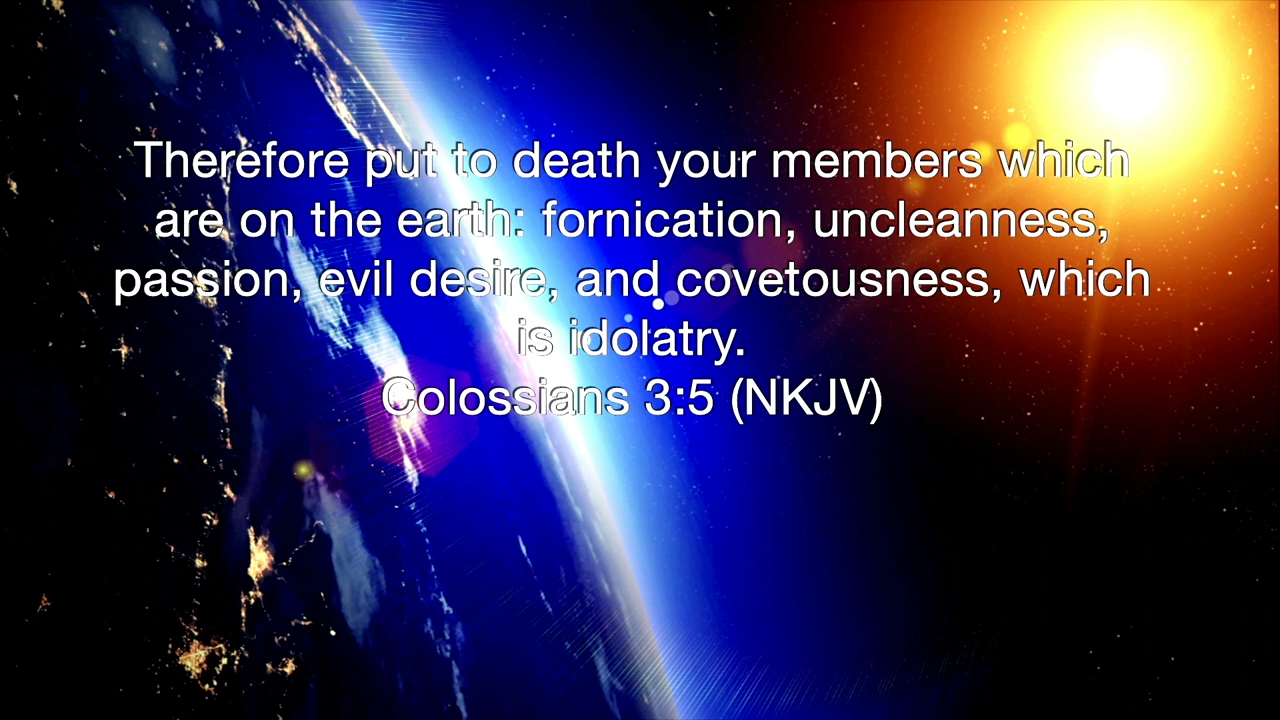 Therefore put to death your members which
are on the earth: fornication, uncleanness,
passion, evil desire, and covetousness, which
is idolatry.
Colossians 3:5 (NKJV)